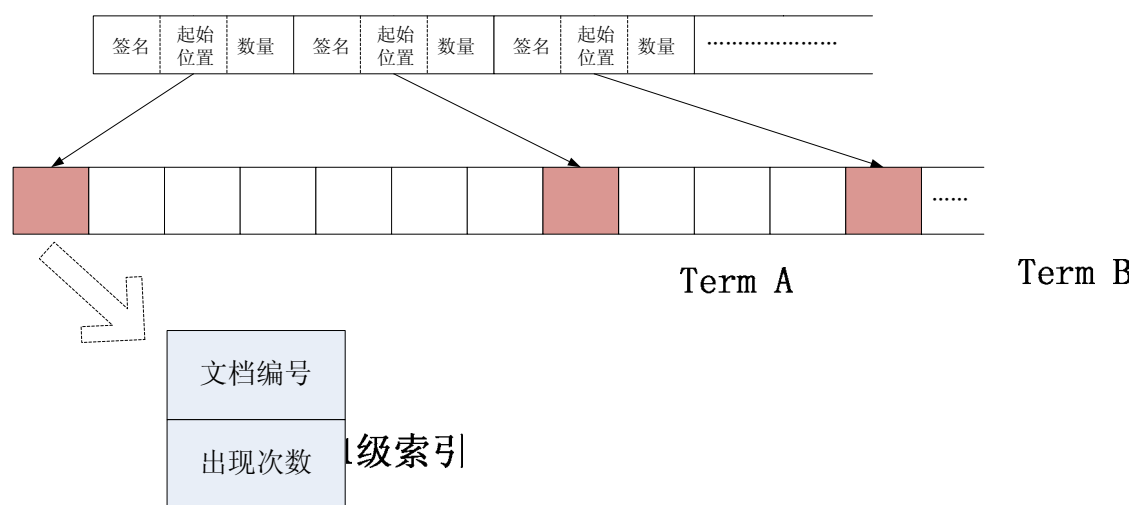 签名 起始位置 数量 签名 起始位置 数量 签名 起始位置 数量 …………………
……
Term A
Term B
文档编号
1级索引
出现次数